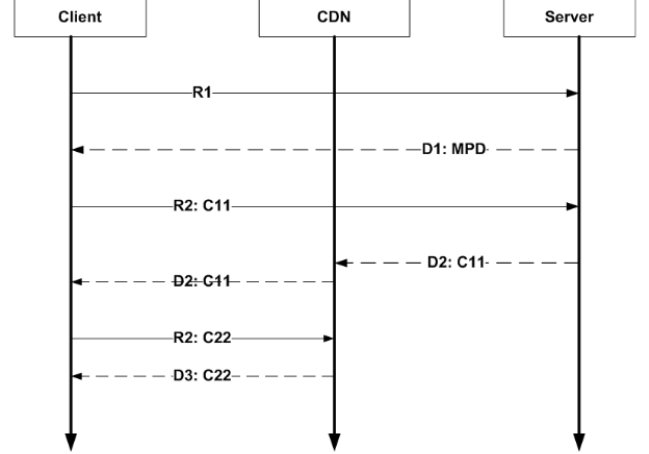 Client CDN Server
R1
D1: MPD
R2: C11
D2: C11
D2: C11
R2: C22
D3: C22